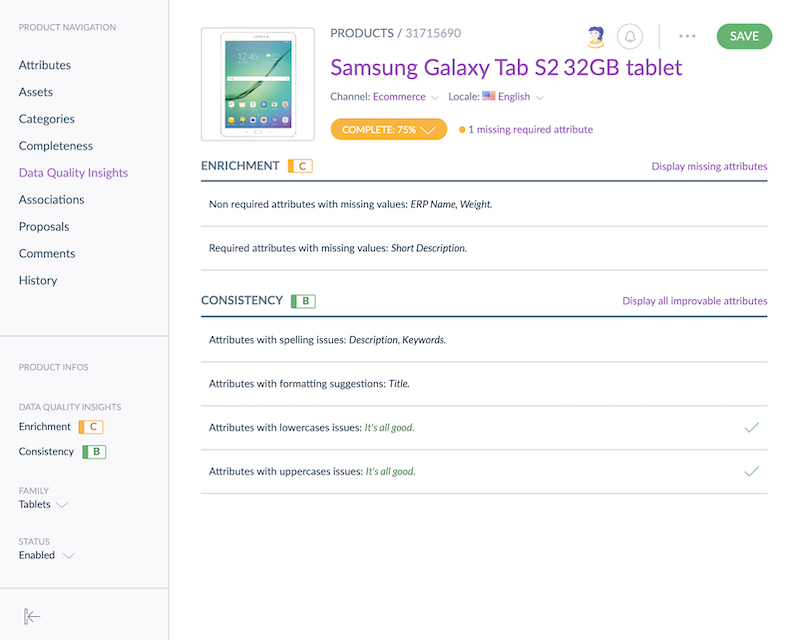 PRODUCT NAVIGATION
Attributes
Assets
Categories
Completeness
Data Quality Insights
Associations
Proposals
Comments
History
PRODUCT INFOS
DATA QUALITY INSIGHTS
Enrichment C
Consistency B
FAMILY
Tablets
STATUS
Enabled
12:45
PRODUCTS / 31715690
SAVE
Samsung Galaxy Tab S2 32GB tablet
Channel: Ecommerce Locale: English
COMPLETE: 75% 1 missing required attribute
ENRICHMENT C Display missing attributes
Non required attributes with missing values: ERP Name, Weight.
Required attributes with missing values: Short Description.
CONSISTENCY B Display all improvable attributes
Attributes with spelling issues: Description, Keywords.
Attributes with formatting suggestions: Title.
Attributes with lowercases issues: It's all good.
Attributes with uppercases issues: It's all good.